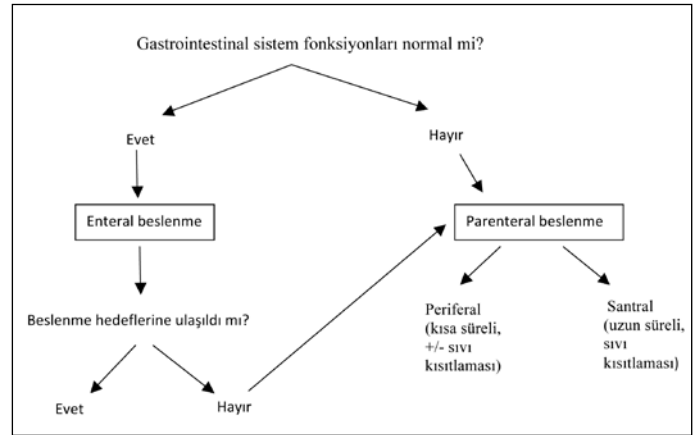 Gastrointestinal sistem fonksiyonları normal mi?
Evet
Hayır
Enteral beslenme
Parenteral beslenme
Beslenme hedeflerine ulaşıldı mı?
Periferal
(kısa süreli,
+/- sıvı
kısıtlaması)
Santral
(uzun süreli,
sıvı
kısıtlaması)
Evet
Hayır